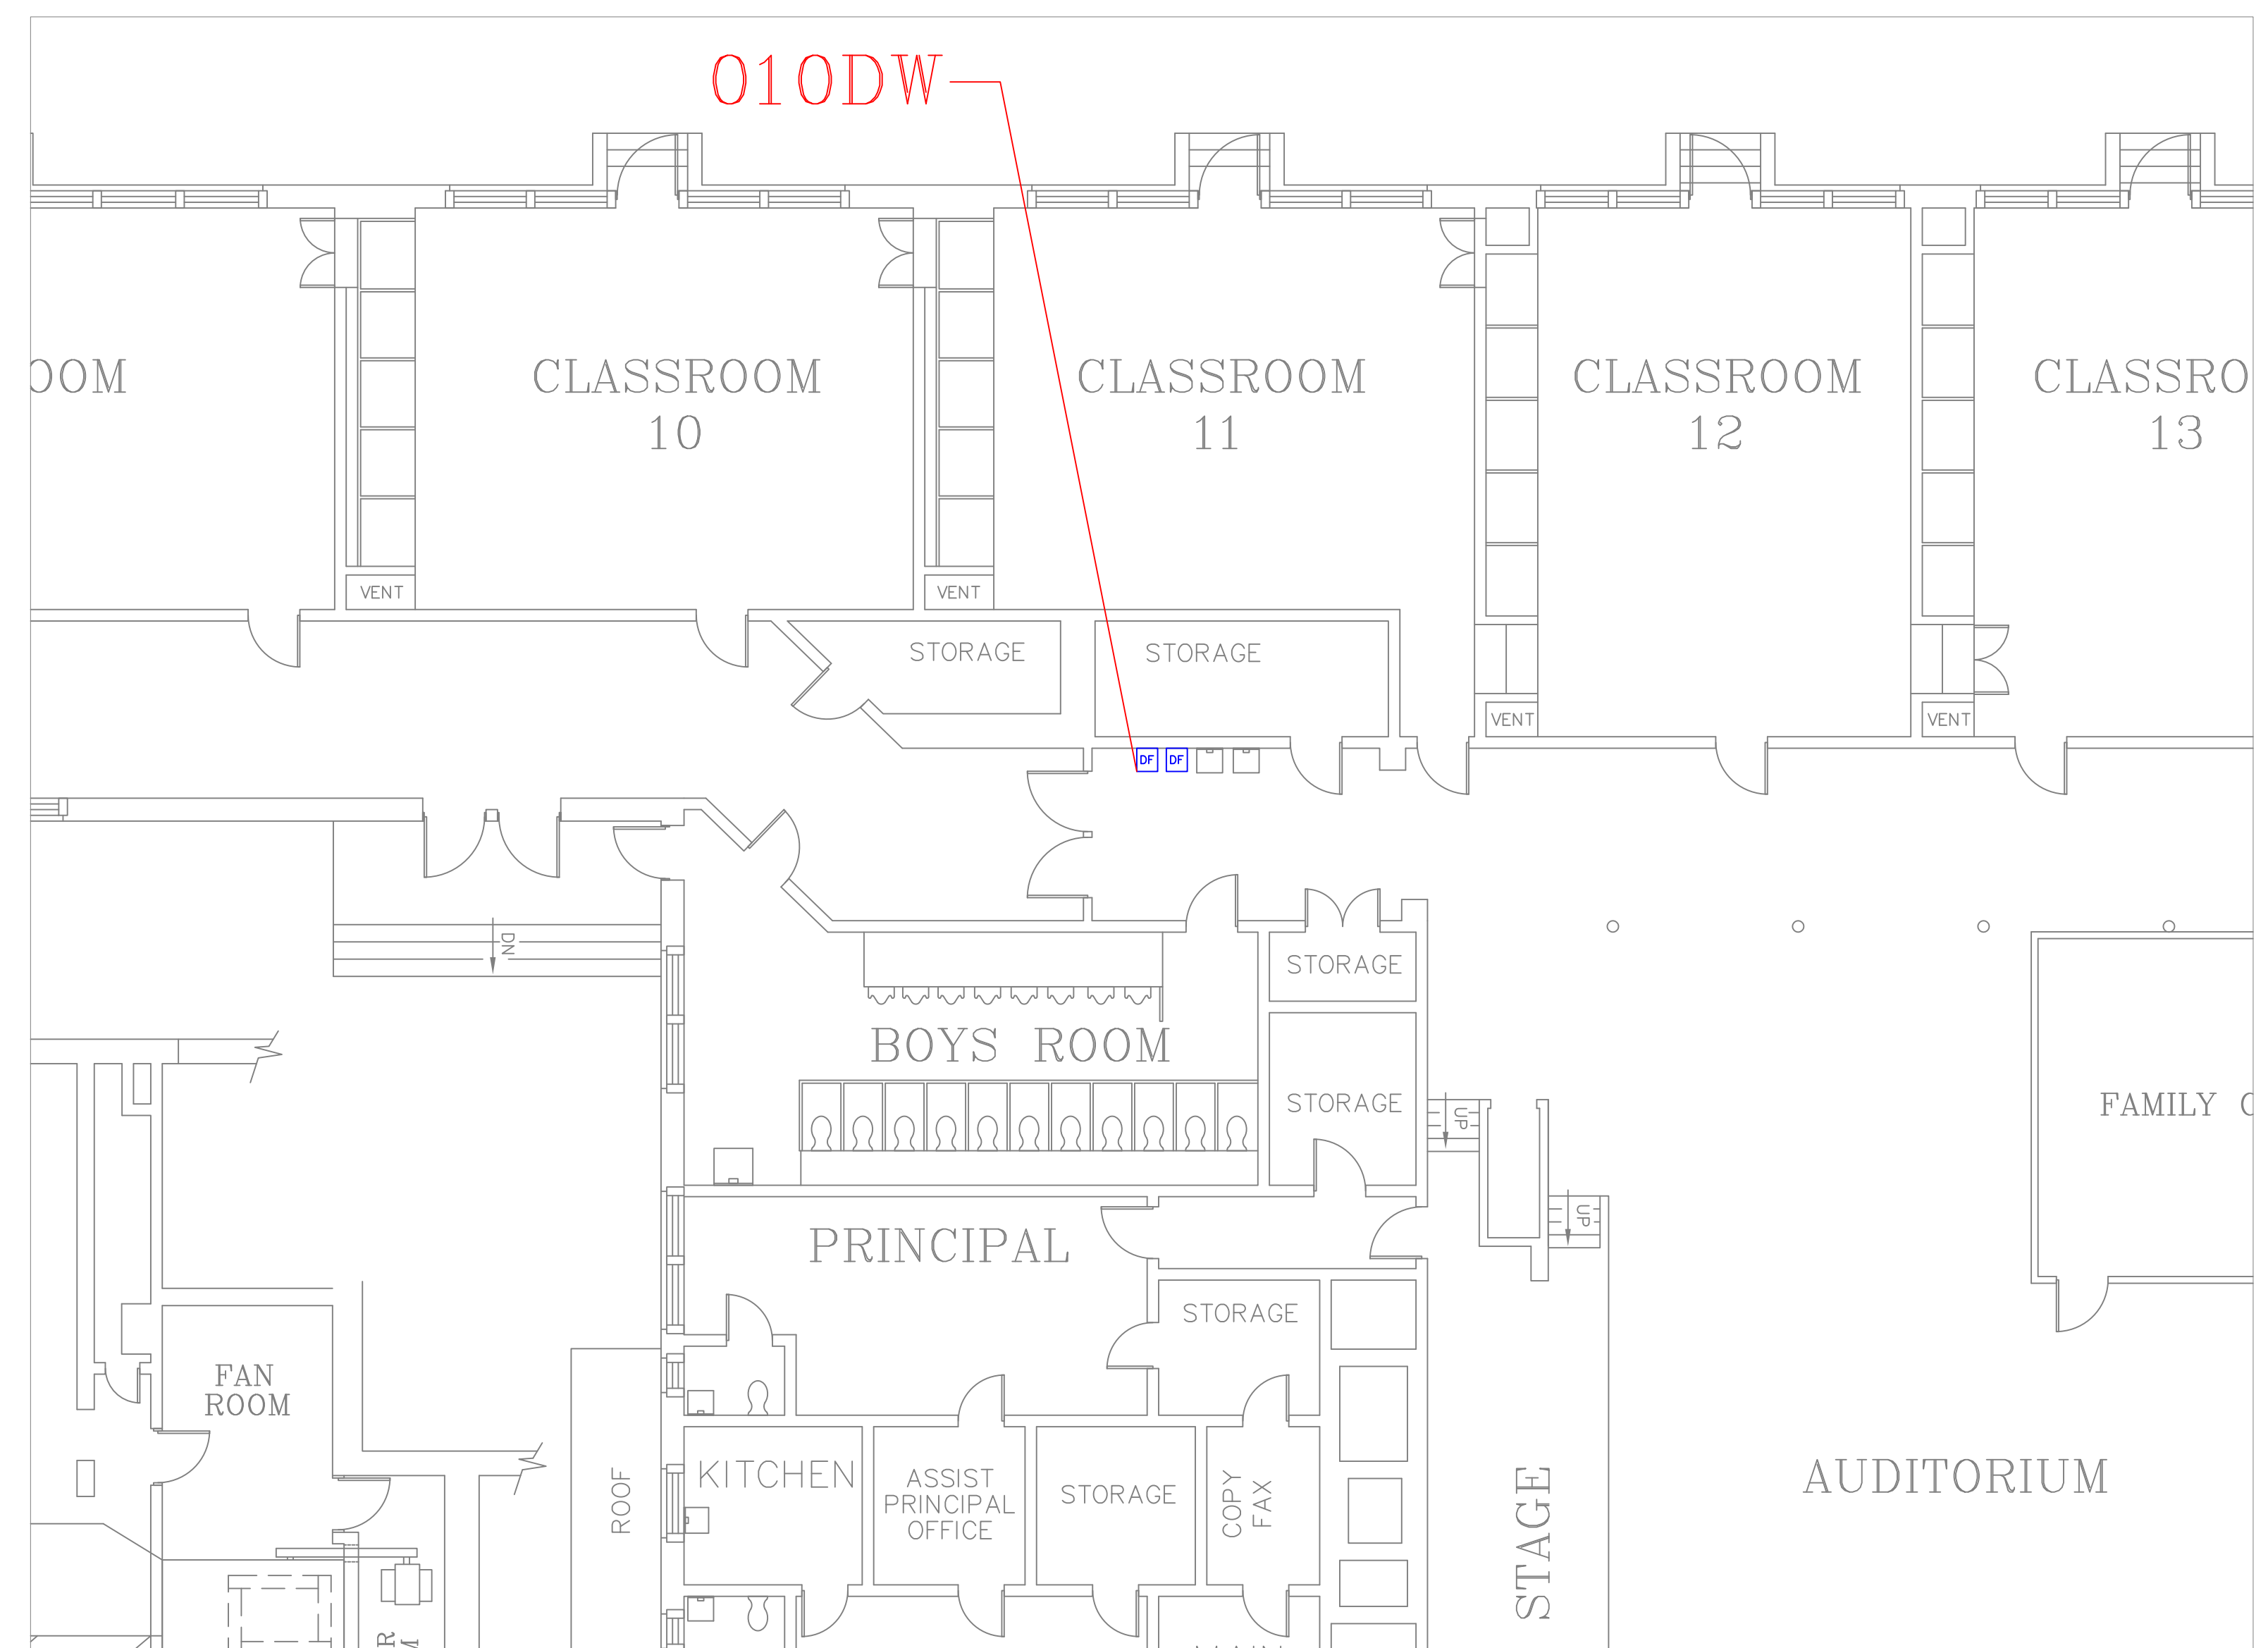 010DW
CLASSROOM
10
CLASSROOM
11
CLASSROOM
12
13
VENT
VENT
STORAGE
STORAGE
VENT
VENT
DF
DF
DN
STORAGE
BOYS ROOM
STORAGE
UP
FAMILY
UP
PRINCIPAL
STORAGE
FAN
ROOM
ROOF
KITCHEN
ASSIST
PRINCIPAL
OFFICE
STORAGE
COPY
FAX
STAGE
AUDITORIUM